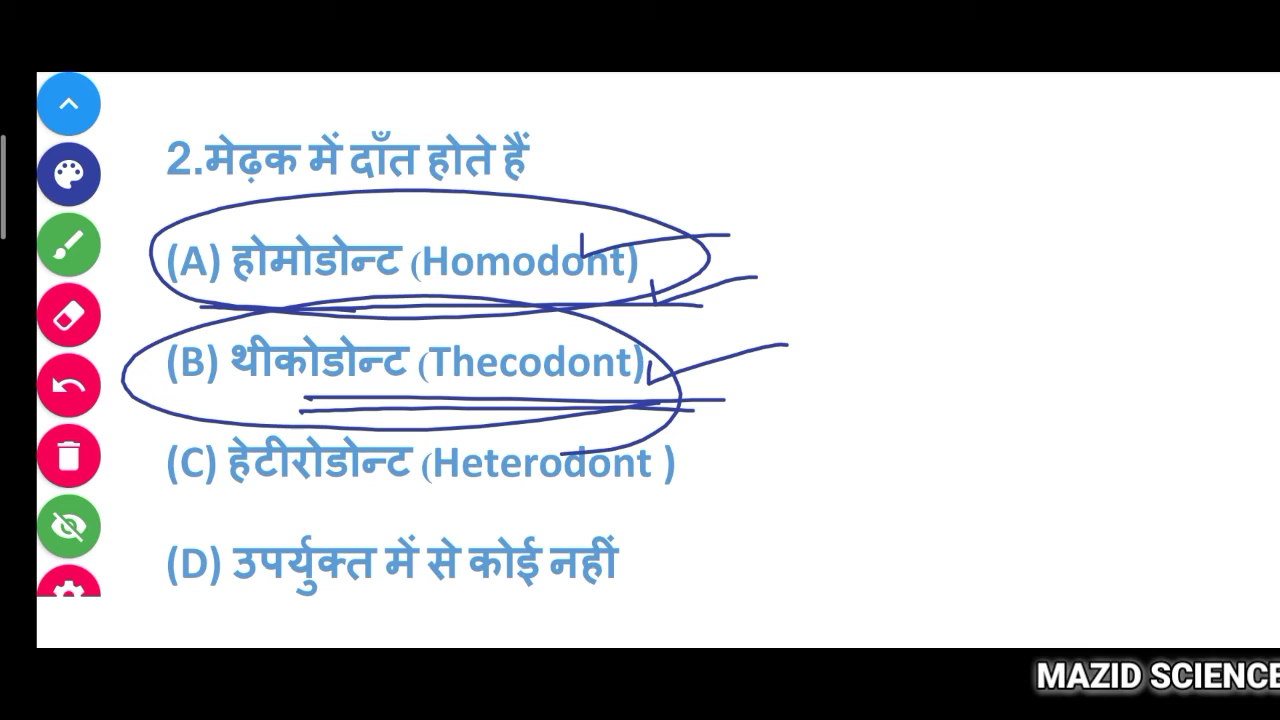 2.मेढ़क में दाँत होते हैं
(A) होमोडोन्ट (Homodont)
(B) थीकोडोन्ट (Thecodont)
(C) हेटीरोडोन्ट (Heterodont )
(D) उपर्युक्त में से कोई नहीं
MAZID SCIENCE